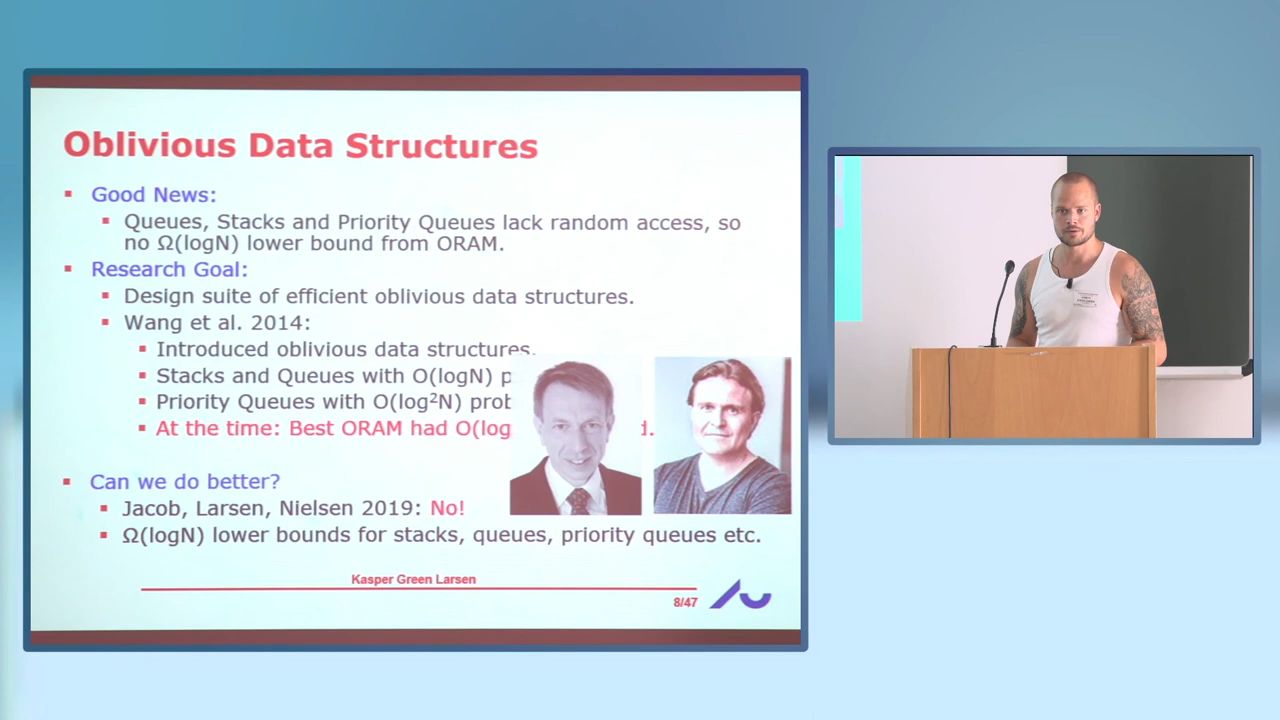 Oblivious Data Structures
Good News:
Queues, Stacks and Priority Queues lack random access, so
no Ω(logN) lower bound from ORAM.
Research Goal:
Design suite of efficient oblivious data structures.
Wang et al. 2014:
Introduced oblivious data structures.
Stacks and Queues with O(logN)
Priority Queues with O(log²N)
At the time: Best ORAM had O(log
Can we do better?
Jacob, Larsen, Nielsen 2019: No!
Ω(logN) lower bounds for stacks, queues, priority queues etc.
Kasper Green Larsen
8/47